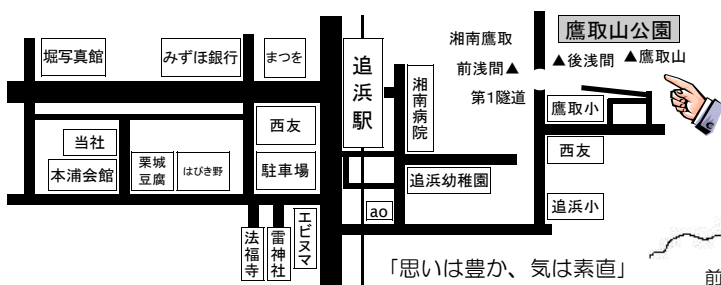 堀写真館
みずほ銀行
まつを
追浜駅
湘南鷹取
前浅間▲
第1隧道
鷹取山公園
▲後浅間
▲鷹取山
湘南病院
鷹取小
西友
当社
本浦会館
栗城
豆腐
はびき野
西友
駐車場
追浜幼稚園
追浜小
ao
法福寺
雷神社
エビヌマ
「思いは豊か、気は素直」
前